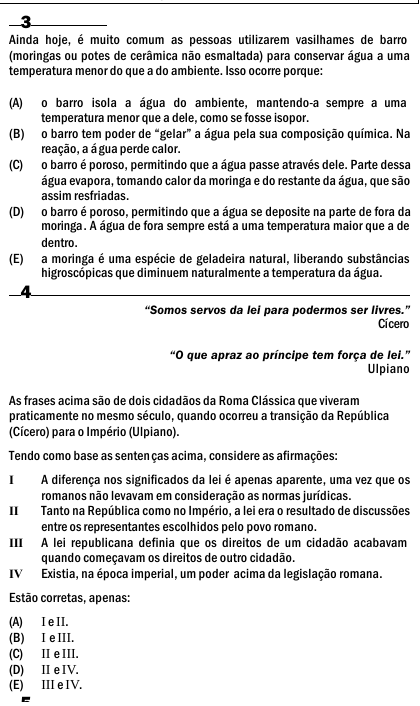 3
Ainda hoje, é muito comum as pessoas utilizarem vasilhames de barro
(moringas ou potes de cerâmica não esmaltada) para conservar água a uma
temperatura menor do que a do ambiente. Isso ocorre porque:
(A) o barro isola a água do ambiente, mantendo-a sempre a uma
temperatura menor que a dele, como se fosse isopor.
(B) o barro tem poder de “gelar” a água pela sua composição química. Na
reação, a água perde calor.
(C) o barro é poroso, permitindo que a água passe através dele. Parte dessa
água evapora, tomando calor da moringa e do restante da água, que são
assim resfriadas.
(D) o barro é poroso, permitindo que a água se deposite na parte de fora da
moringa. A água de fora sempre está a uma temperatura maior que a de
dentro.
(E) a moringa é uma espécie de geladeira natural, liberando substâncias
higroscópicas que diminuem naturalmente a temperatura da água.
4
“Somos servos da lei para podermos ser livres.”
Cícero
“O que apraz ao príncipe tem força de lei.”
Ulpiano
As frases acima são de dois cidadãos da Roma Clássica que viveram
praticamente no mesmo século, quando ocorreu a transição da República
(Cícero) para o Império (Ulpiano).
Tendo como base as sentenças acima, considere as afirmações:
I A diferença nos significados da lei é apenas aparente, uma vez que os
romanos não levavam em consideração as normas jurídicas.
II Tanto na República como no Império, a lei era o resultado de discussões
entre os representantes escolhidos pelo povo romano.
III A lei republicana definia que os direitos de um cidadão acabavam
quando começavam os direitos de outro cidadão.
IV Existia, na época imperial, um poder acima da legislação romana.
Estão corretas, apenas:
(A) I e II.
(B) I e III.
(C) II e III.
(D) II e IV.
(E) III e IV.